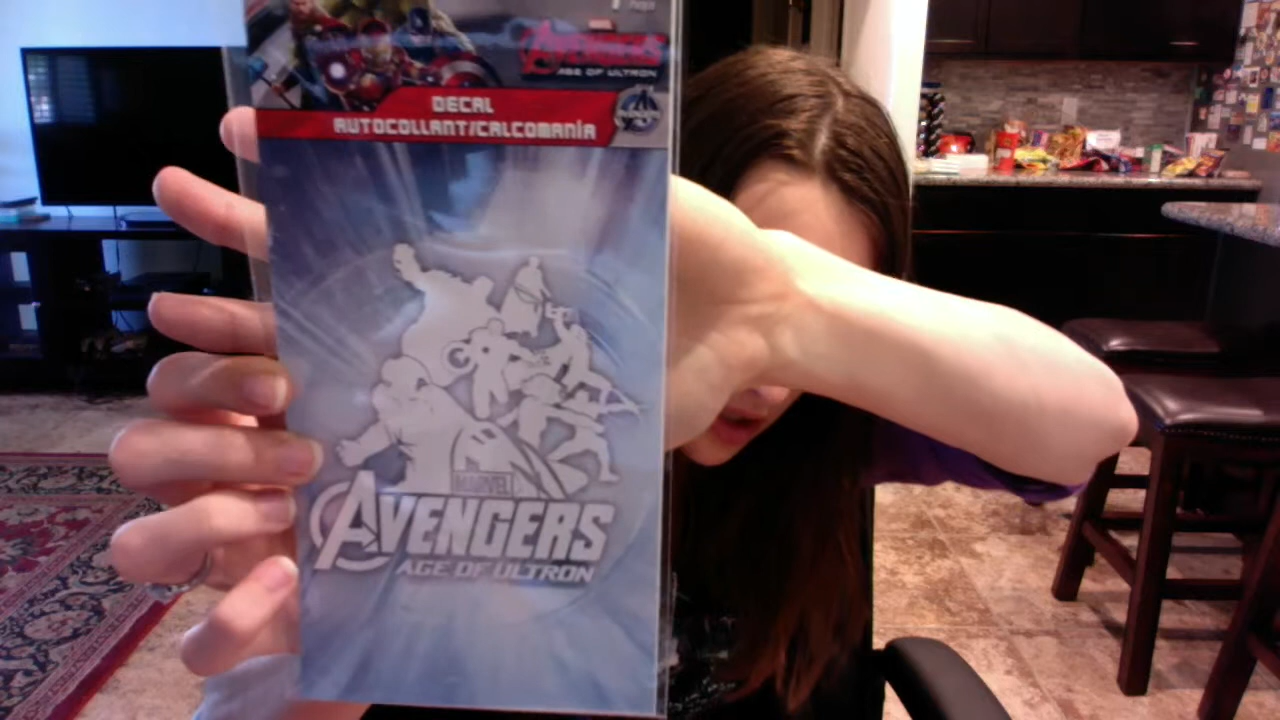 AVENGERS
AGE OF ULTRON
DECAL
AUTOCOLLANT/CALCOMANÍA
MARVEL
AVENGERS
AGE OF ULTRON